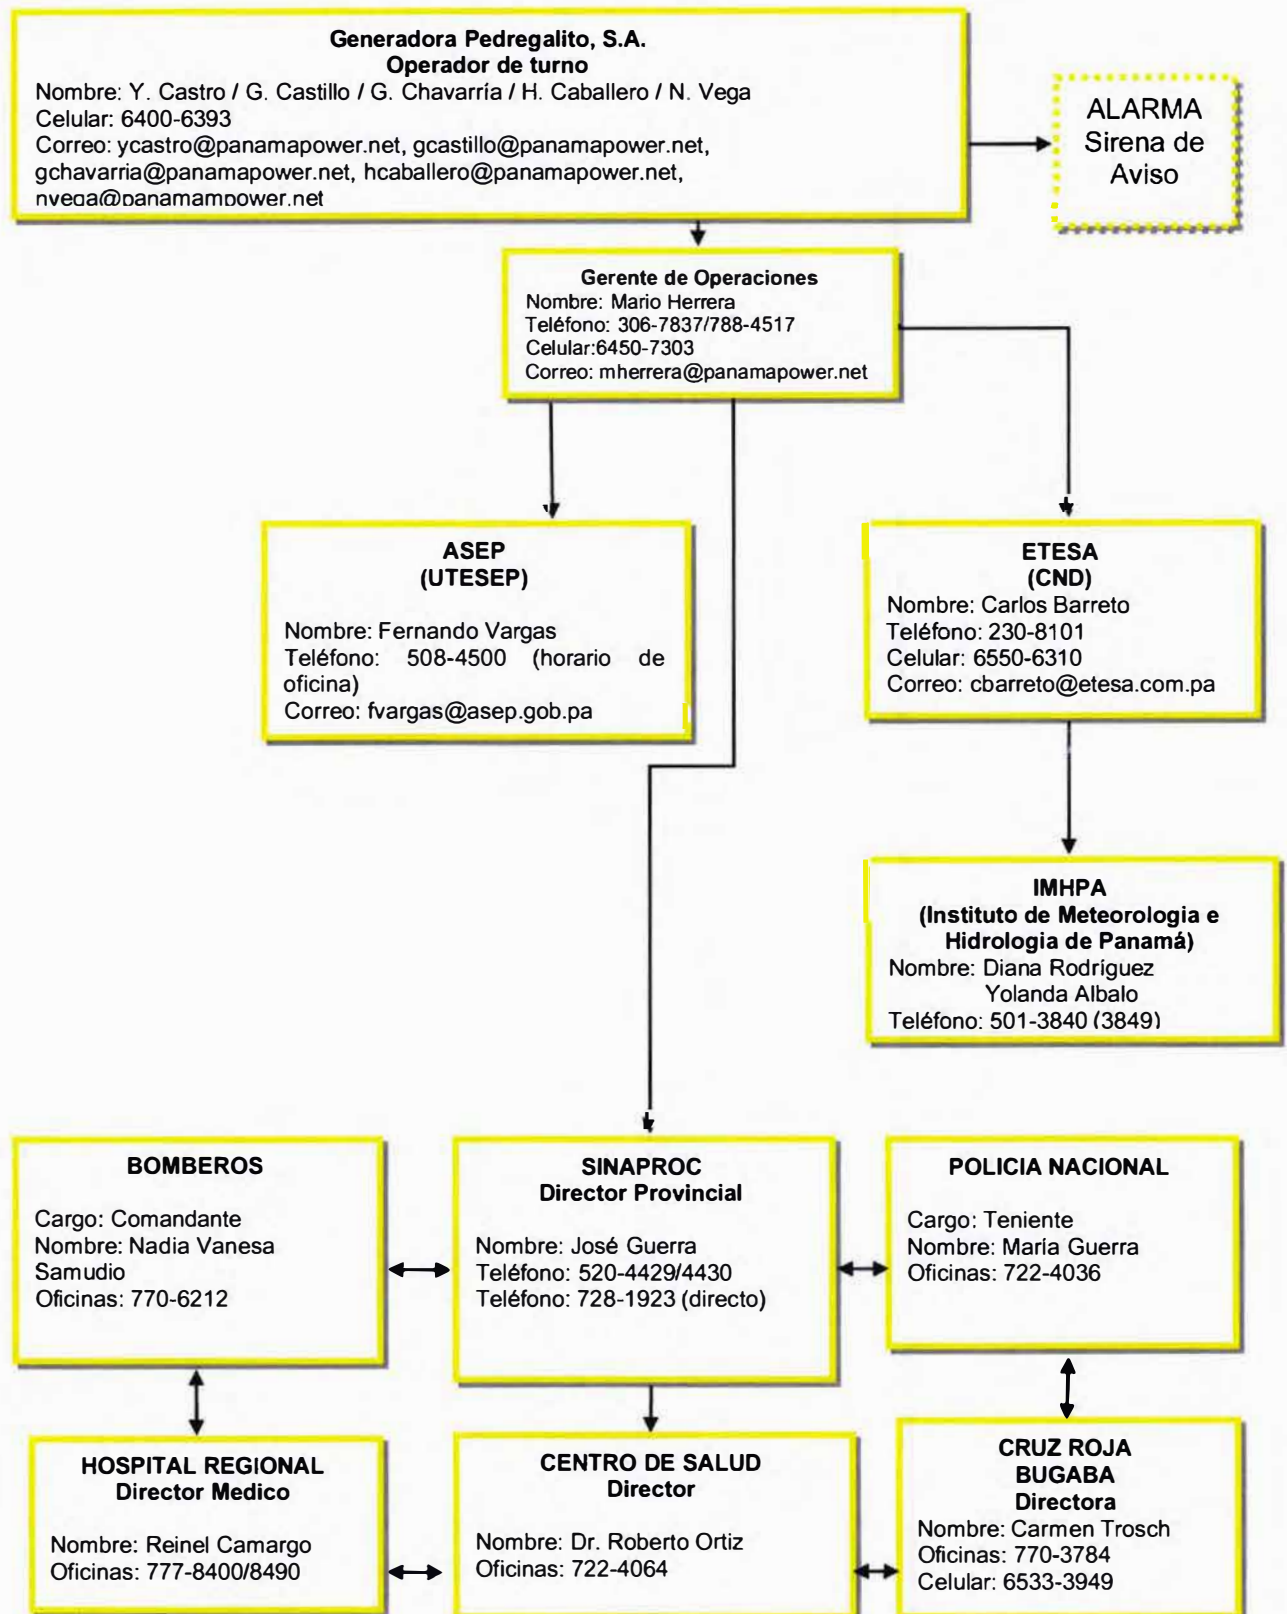 Generadora Pedregalito, S.A.
Operador de turno
Nombre: Y. Castro / G. Castillo / G. Chavarría / H. Caballero / N. Vega
Celular: 6400-6393
Correo: ycastro@panamapower.net, gcastillo@panamapower.net,
gchavarria@panamapower.net, hcaballero@panamapower.net,
nvega@panamampower.net
ALARMA
Sirena de
Aviso
Gerente de Operaciones
Nombre: Mario Herrera
Teléfono: 306-7837/788-4517
Celular:6450-7303
Correo: mherrera@panamapower.net
ASEP
(UTESEP)
Nombre: Fernando Vargas
Teléfono: 508-4500 (horario de
oficina)
Correo: fvargas@asep.gob.pa
ETESA
(CND)
Nombre: Carlos Barreto
Teléfono: 230-8101
Celular: 6550-6310
Correo: cbarreto@etesa.com.pa
IMHPA
(Instituto de Meteorologia e
Hidrologia de Panamá)
Nombre: Diana Rodríguez
Yolanda Albalo
Teléfono: 501-3840 (3849)
BOMBEROS
Cargo: Comandante
Nombre: Nadia Vanesa
Samudio
Oficinas: 770-6212
SINAPROC
Director Provincial
Nombre: José Guerra
Teléfono: 520-4429/4430
Teléfono: 728-1923 (directo)
POLICIA NACIONAL
Cargo: Teniente
Nombre: María Guerra
Oficinas: 722-4036
HOSPITAL REGIONAL
Director Medico
Nombre: Reinel Camargo
Oficinas: 777-8400/8490
CENTRO DE SALUD
Director
Nombre: Dr. Roberto Ortiz
Oficinas: 722-4064
CRUZ ROJA
BUGABA
Directora
Nombre: Carmen Trosch
Oficinas: 770-3784
Celular: 6533-3949